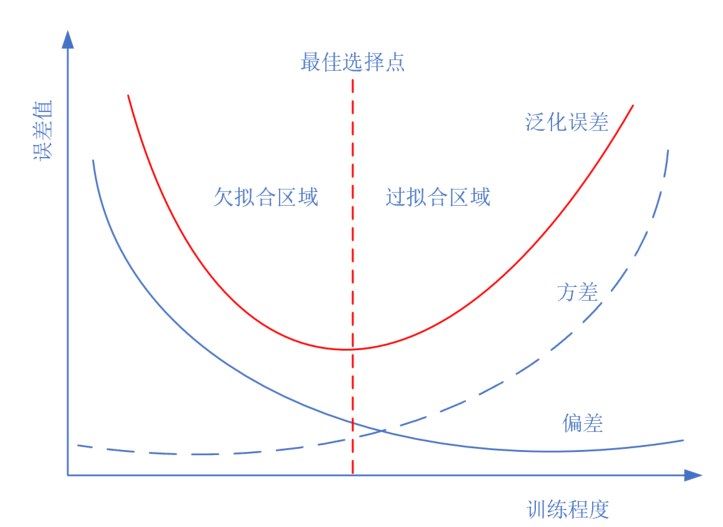 最佳选择点
误差值
泛化误差
欠拟合区域
过拟合区域
方差
偏差
训练程度